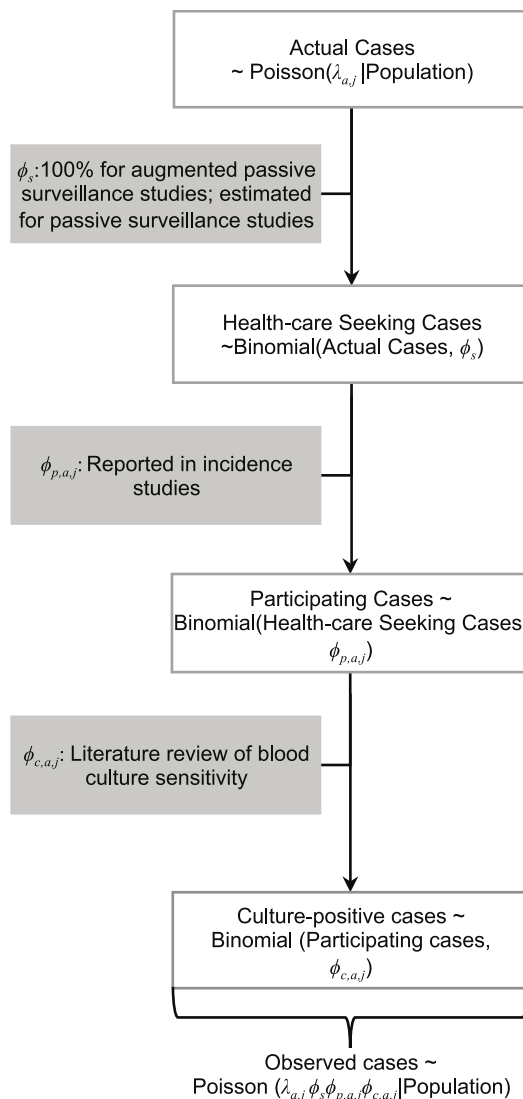 Actual Cases
~ Poisson(λa,j |Population)
ϕs:100% for augmented passive
surveillance studies; estimated
for passive surveillance studies
Health-care Seeking Cases
~Binomial(Actual Cases, ϕs)
ϕp,a,j: Reported in incidence
studies
Participating Cases ~
Binomial(Health-care Seeking Cases
ϕp,a,j)
ϕc,a,j: Literature review of blood
culture sensitivity
Culture-positive cases ~
Binomial (Participating cases,
ϕc,a,j)
Observed cases ~
Poisson (λa,j ϕsϕp,a,jϕc,a,j|Population)